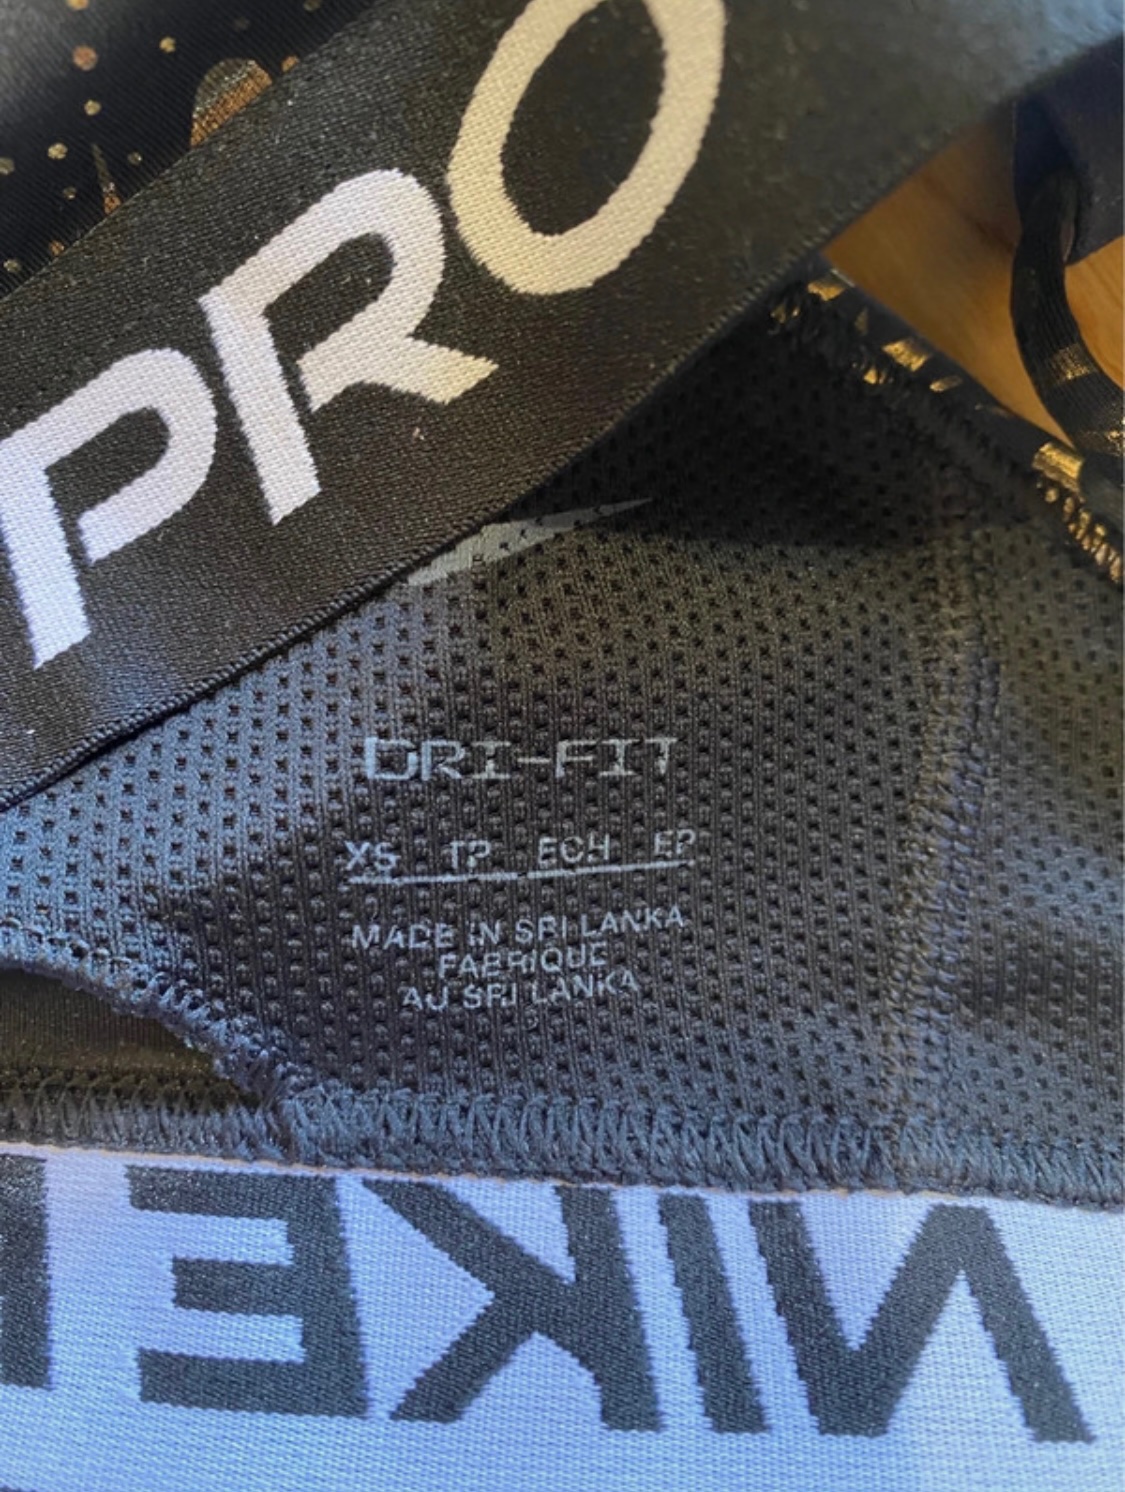 PRO
DRI-FIT
XS TP ECH EP
MADE IN SRI LANKA
FABRIQUE
AU SRI LANKA
NIKE